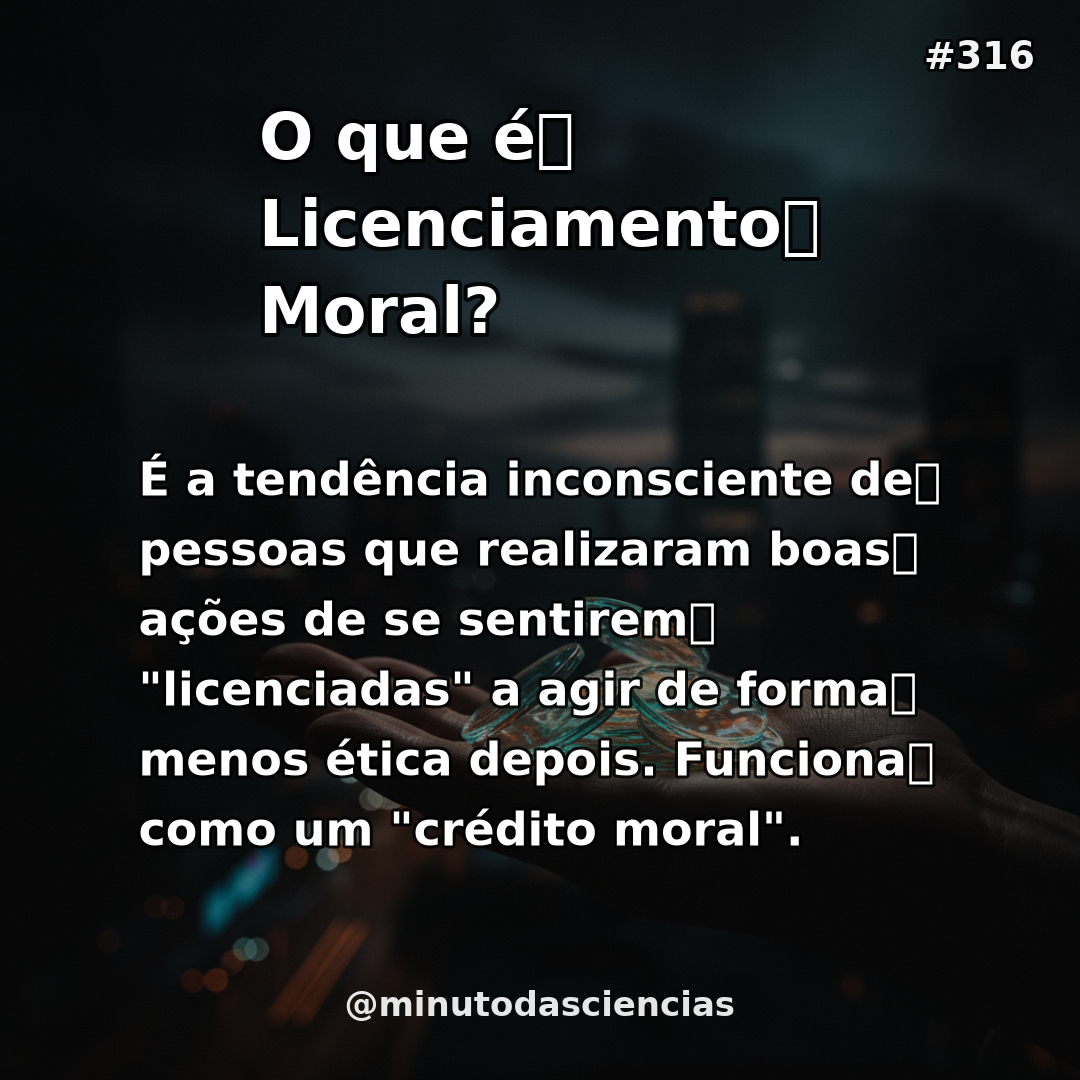 #316
O que é
Licenciamento
Moral?
É a tendência inconsciente de
pessoas que realizaram boas
ações de se sentirem
"licenciadas" a agir de forma
menos ética depois. Funciona
como um "crédito moral".
@minutodasciencias